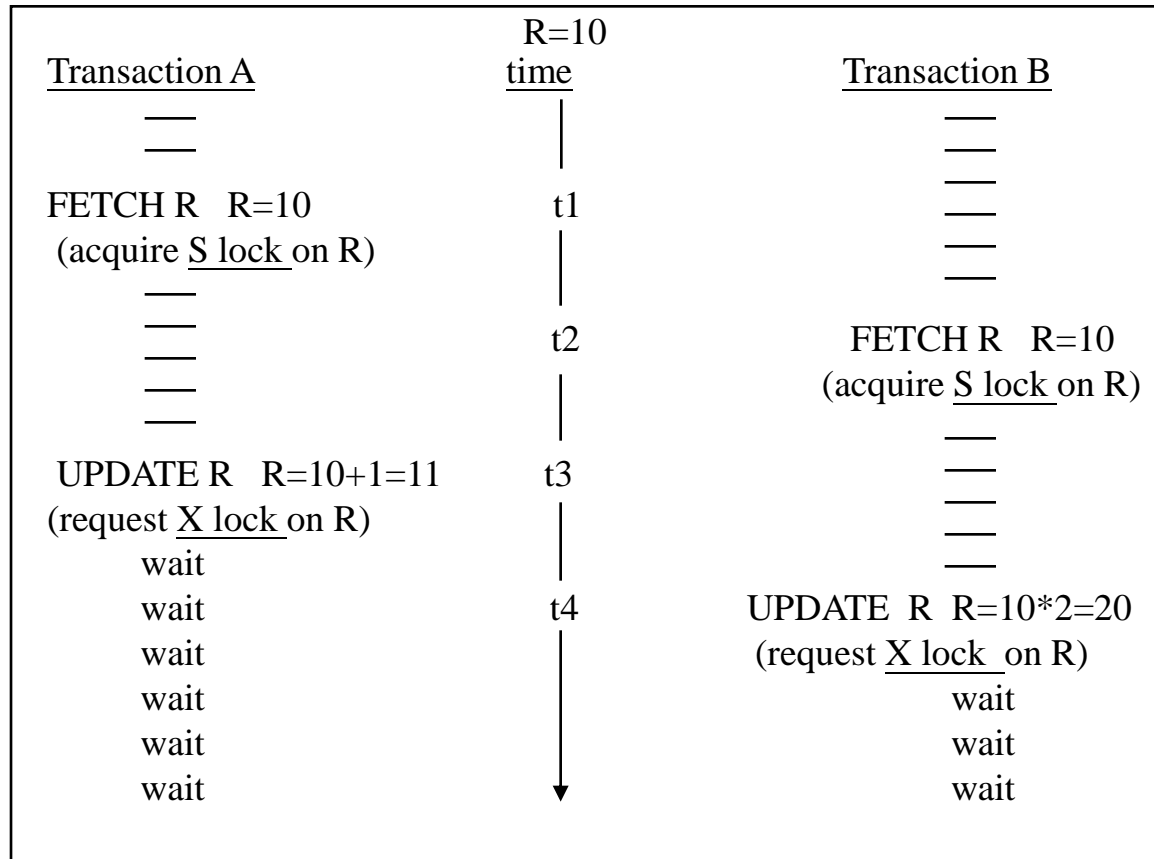 R=10
Transaction A time Transaction B
FETCH R R=10 t1
(acquire S lock on R)
t2 FETCH R R=10
(acquire S lock on R)
UPDATE R R=10+1=11 t3
(request X lock on R)
wait
wait t4 UPDATE R R=10*2=20
wait (request X lock on R)
wait wait
wait wait
wait wait